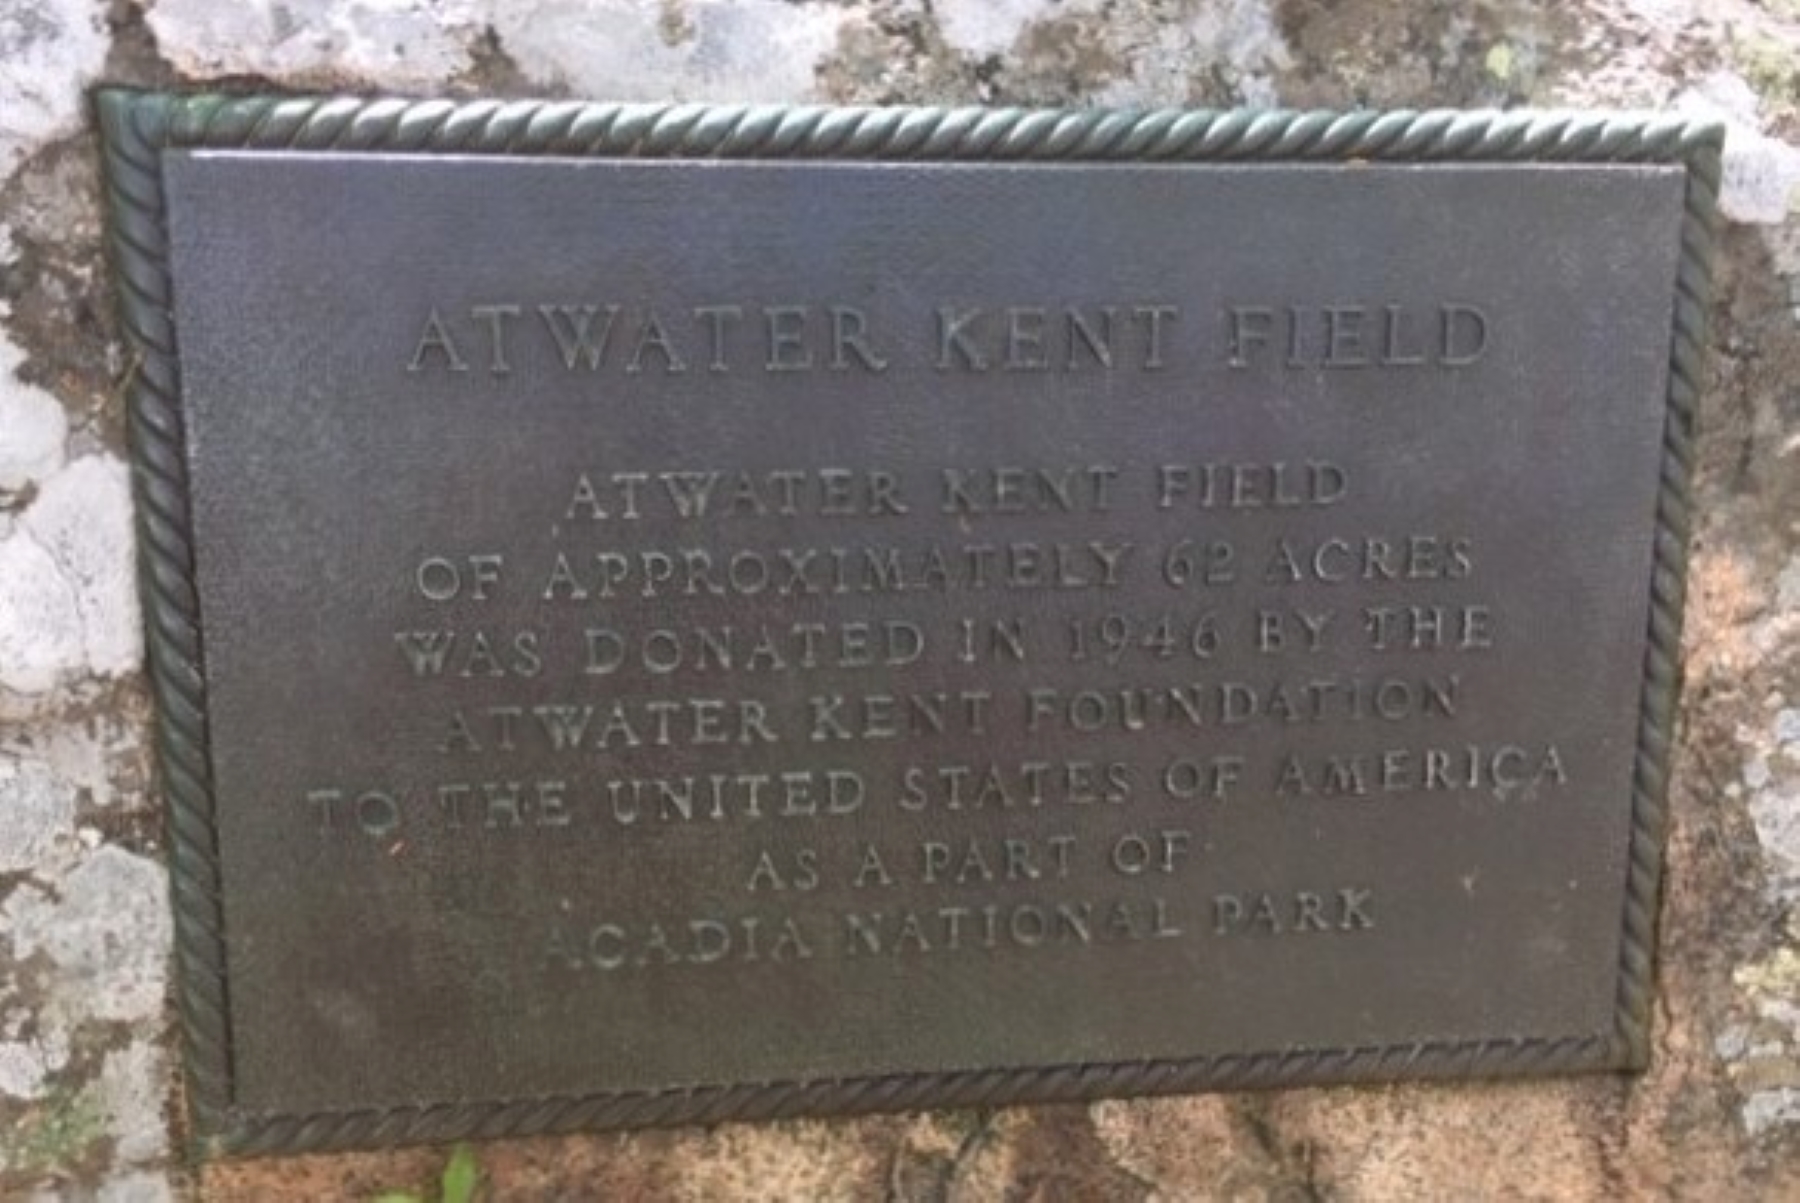 ATWATER KENT FIELD
ATWATER KENT FIELD
OF APPROXIMATELY 62 ACRES
WAS DONATED IN 1946 BY THE
ATWATER KENT FOUNDATION
TO THE UNITED STATES OF AMERICA
AS A PART OF
ACADIA NATIONAL PARK